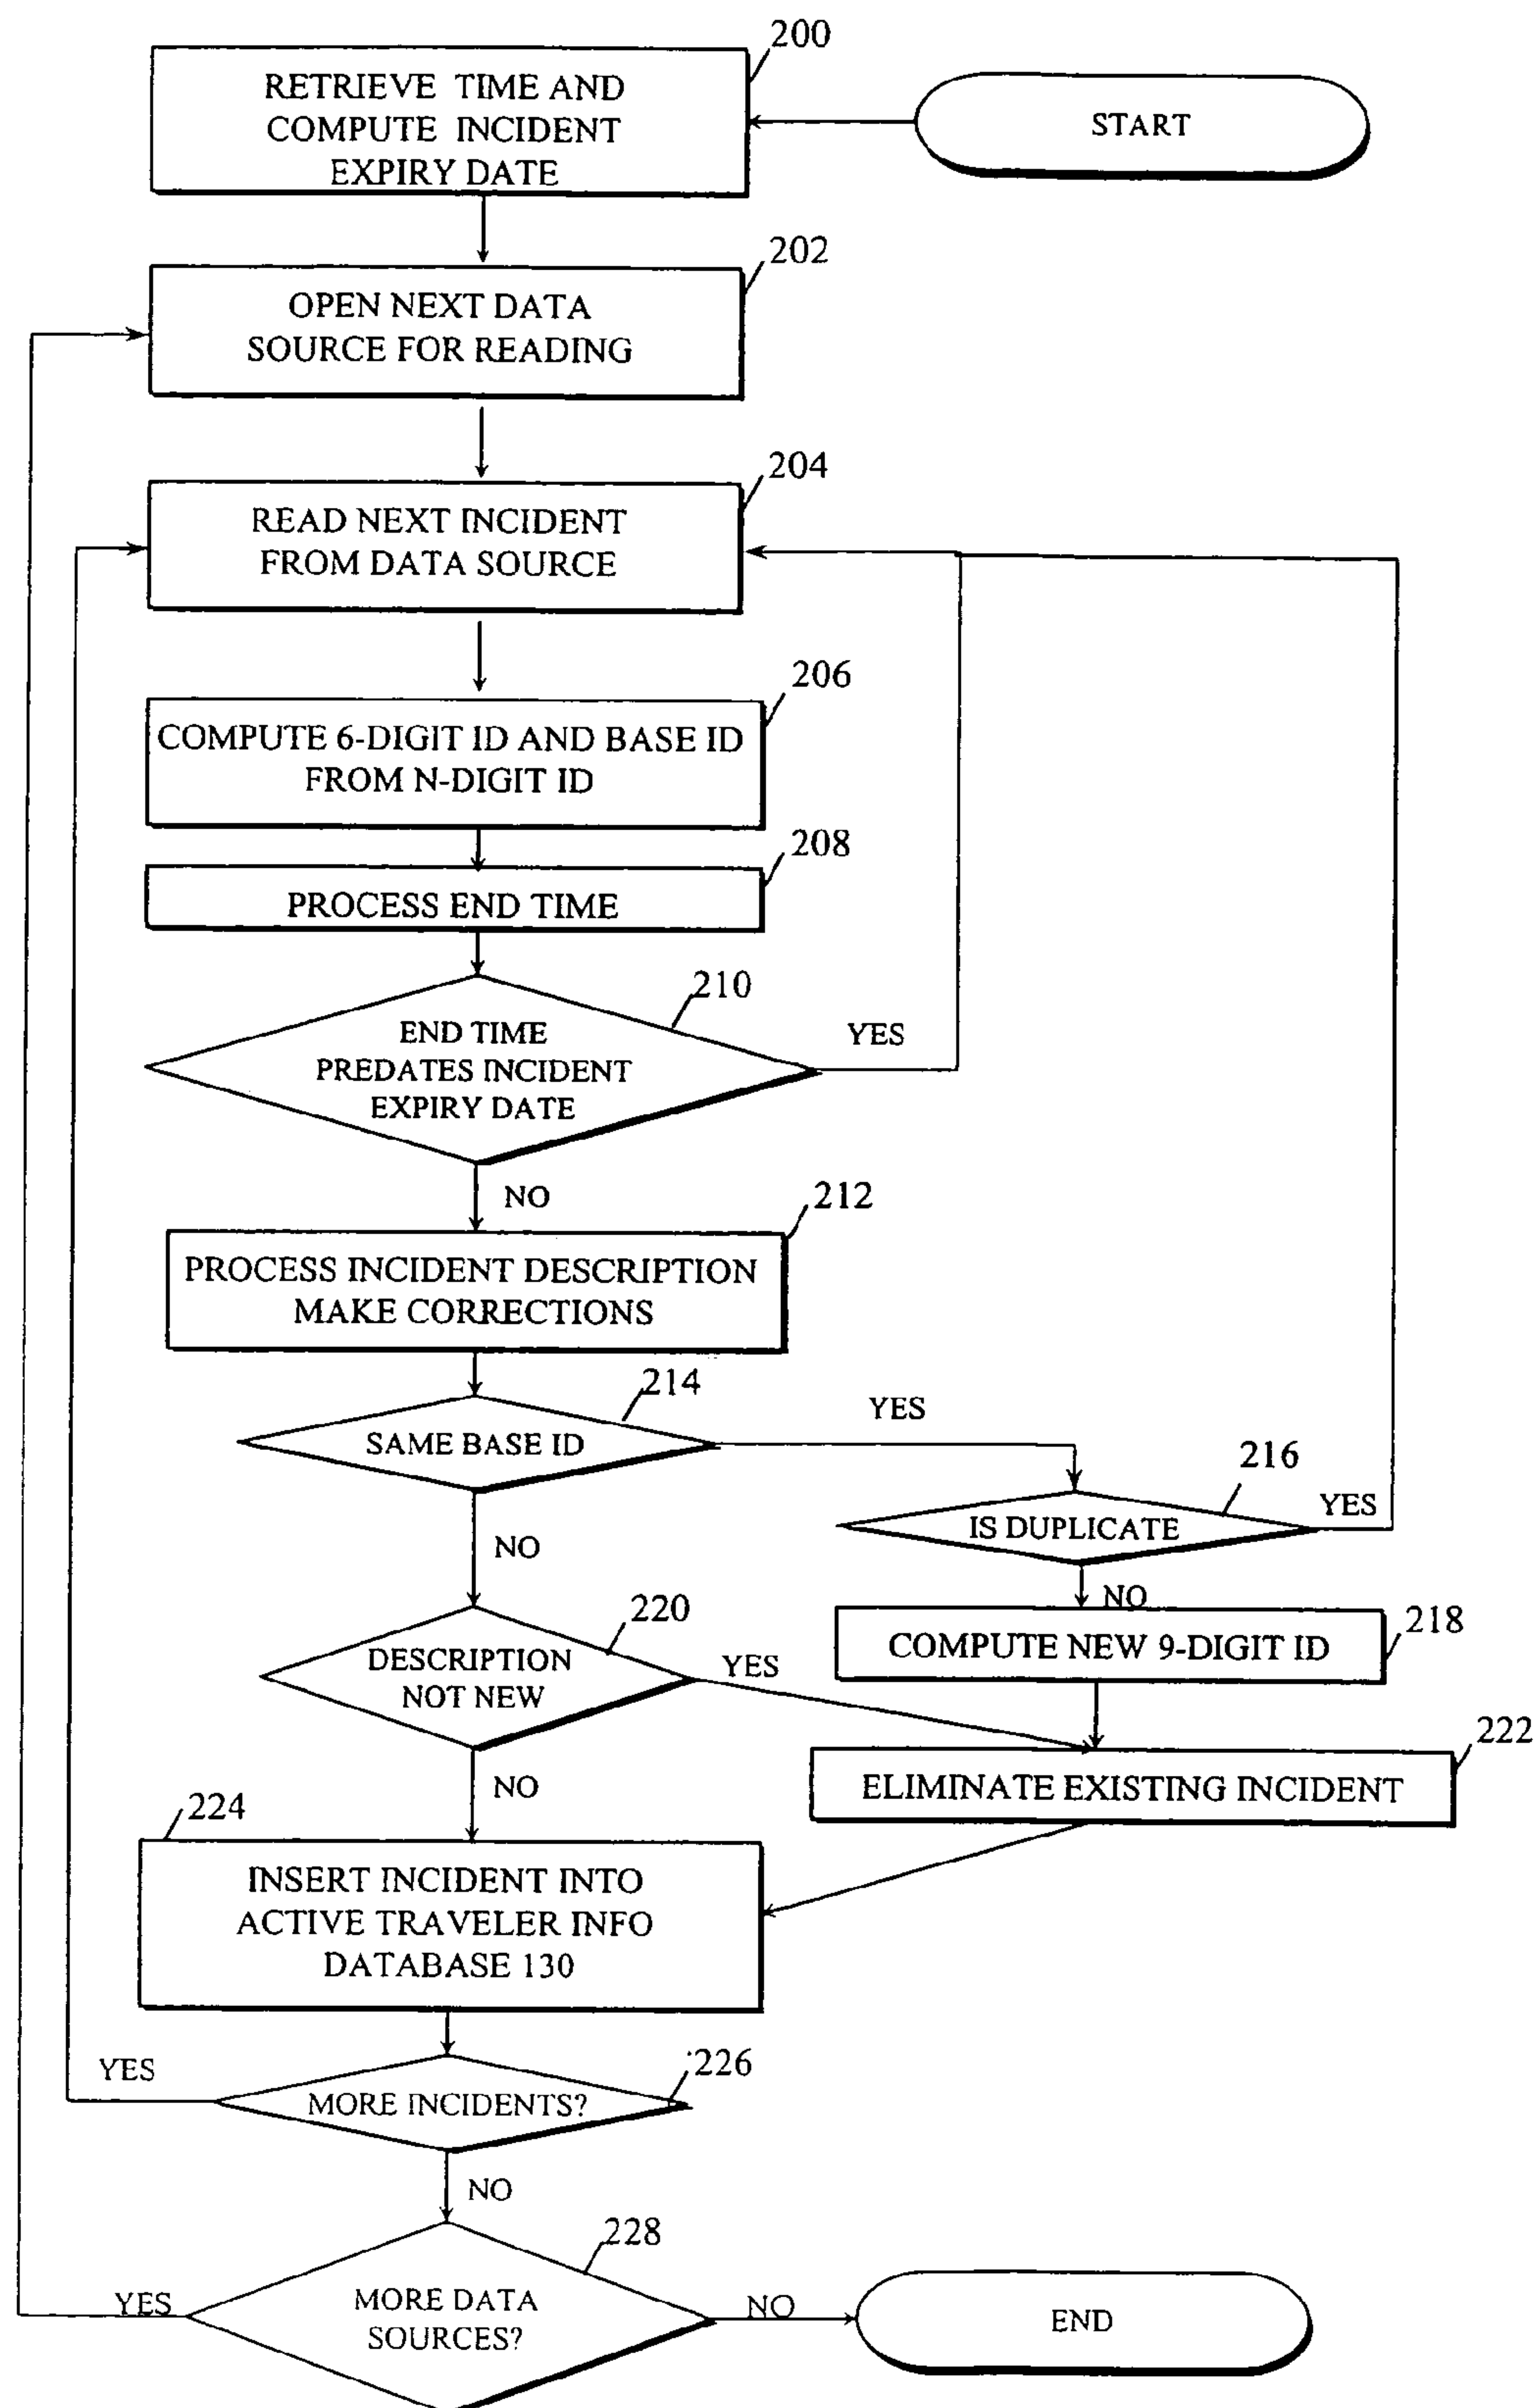 200
RETRIEVE TIME AND
COMPUTE INCIDENT
EXPIRY DATE
START
202
OPEN NEXT DATA
SOURCE FOR READING
204
READ NEXT INCIDENT
FROM DATA SOURCE
206
COMPUTE 6-DIGIT ID AND BASE ID
FROM N-DIGIT ID
208
PROCESS END TIME
210
END TIME
PREDATES INCIDENT
EXPIRY DATE
YES
NO
212
PROCESS INCIDENT DESCRIPTION
MAKE CORRECTIONS
214
SAME BASE ID
YES
216
IS DUPLICATE
YES
NO
NO
218
COMPUTE NEW 9-DIGIT ID
220
DESCRIPTION
NOT NEW
YES
222
ELIMINATE EXISTING INCIDENT
NO
224
INSERT INCIDENT INTO
ACTIVE TRAVELER INFO
DATABASE 130
226
MORE INCIDENTS?
YES
NO
228
MORE DATA
SOURCES?
YES
NO
END